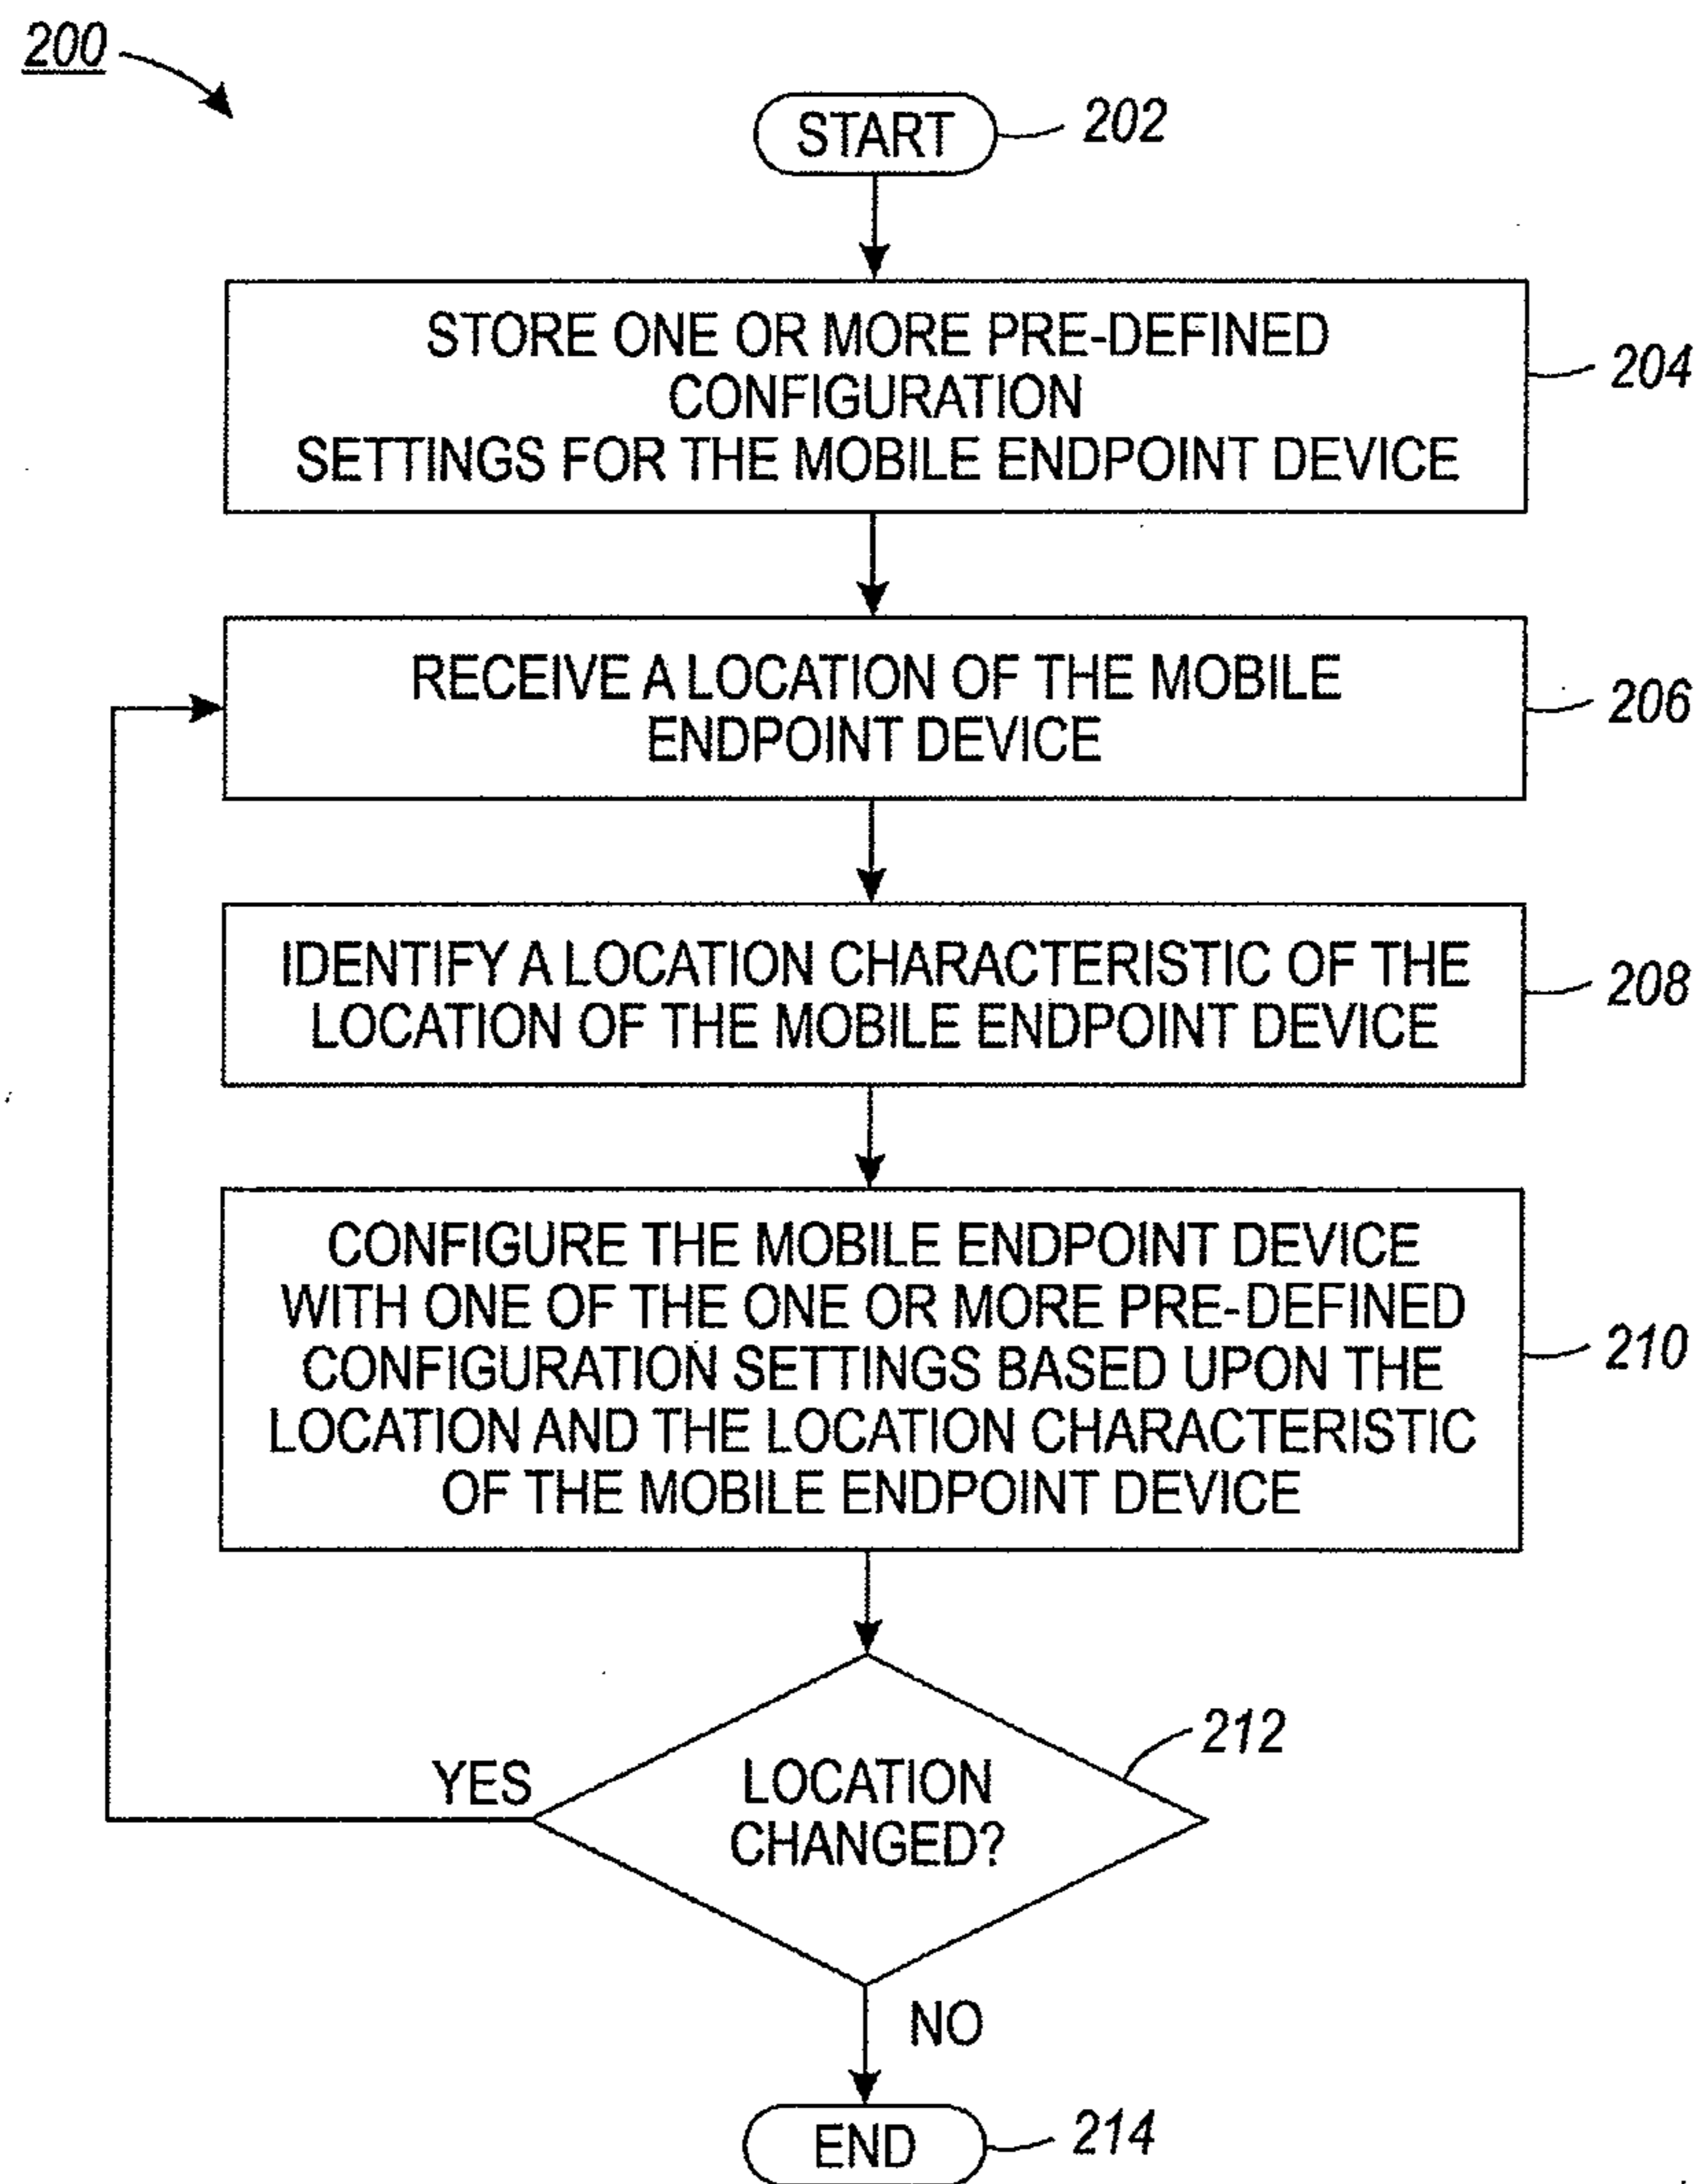 200
START
202
STORE ONE OR MORE PRE-DEFINED
CONFIGURATION
SETTINGS FOR THE MOBILE ENDPOINT DEVICE
204
RECEIVE A LOCATION OF THE MOBILE
ENDPOINT DEVICE
206
IDENTIFY A LOCATION CHARACTERISTIC OF THE
LOCATION OF THE MOBILE ENDPOINT DEVICE
208
CONFIGURE THE MOBILE ENDPOINT DEVICE
WITH ONE OF THE ONE OR MORE PRE-DEFINED
CONFIGURATION SETTINGS BASED UPON THE
LOCATION AND THE LOCATION CHARACTERISTIC
OF THE MOBILE ENDPOINT DEVICE
210
LOCATION
CHANGED?
212
YES
NO
END
214